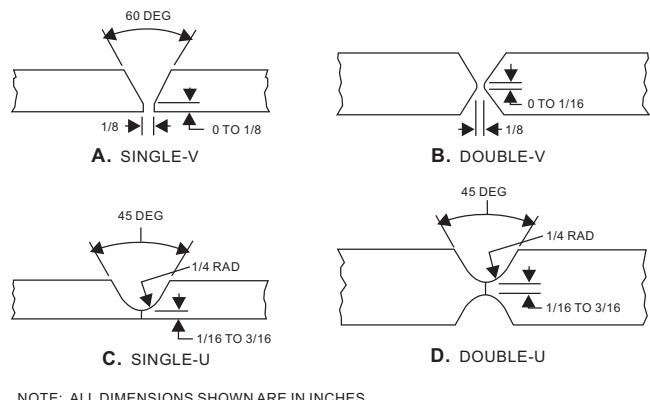 60 DEG
1/8
0 TO 1/8
A. SINGLE-V
0 TO 1/16
1/8
B. DOUBLE-V
45 DEG
1/4 RAD
1/16 TO 3/16
C. SINGLE-U
45 DEG
1/4 RAD
1/16 TO 3/16
D. DOUBLE-U
NOTE: ALL DIMENSIONS SHOWN ARE IN INCHES